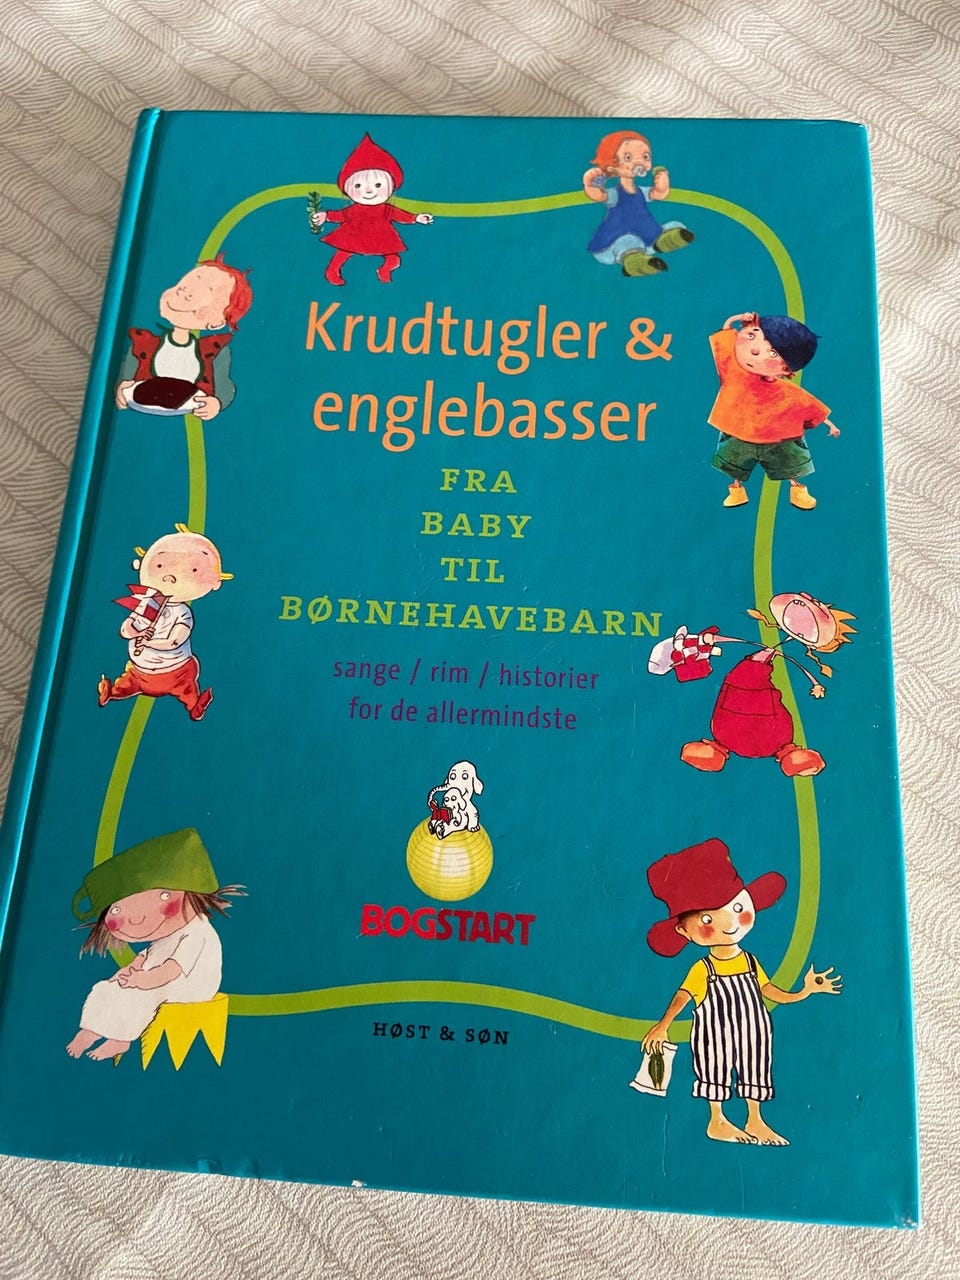 Krudtugler &
englebasser
FRA
BABY
TIL
BØRNEHAVEBARN
sange / rim / historier
for de allermindste
BOGSTART
HØST & SØN